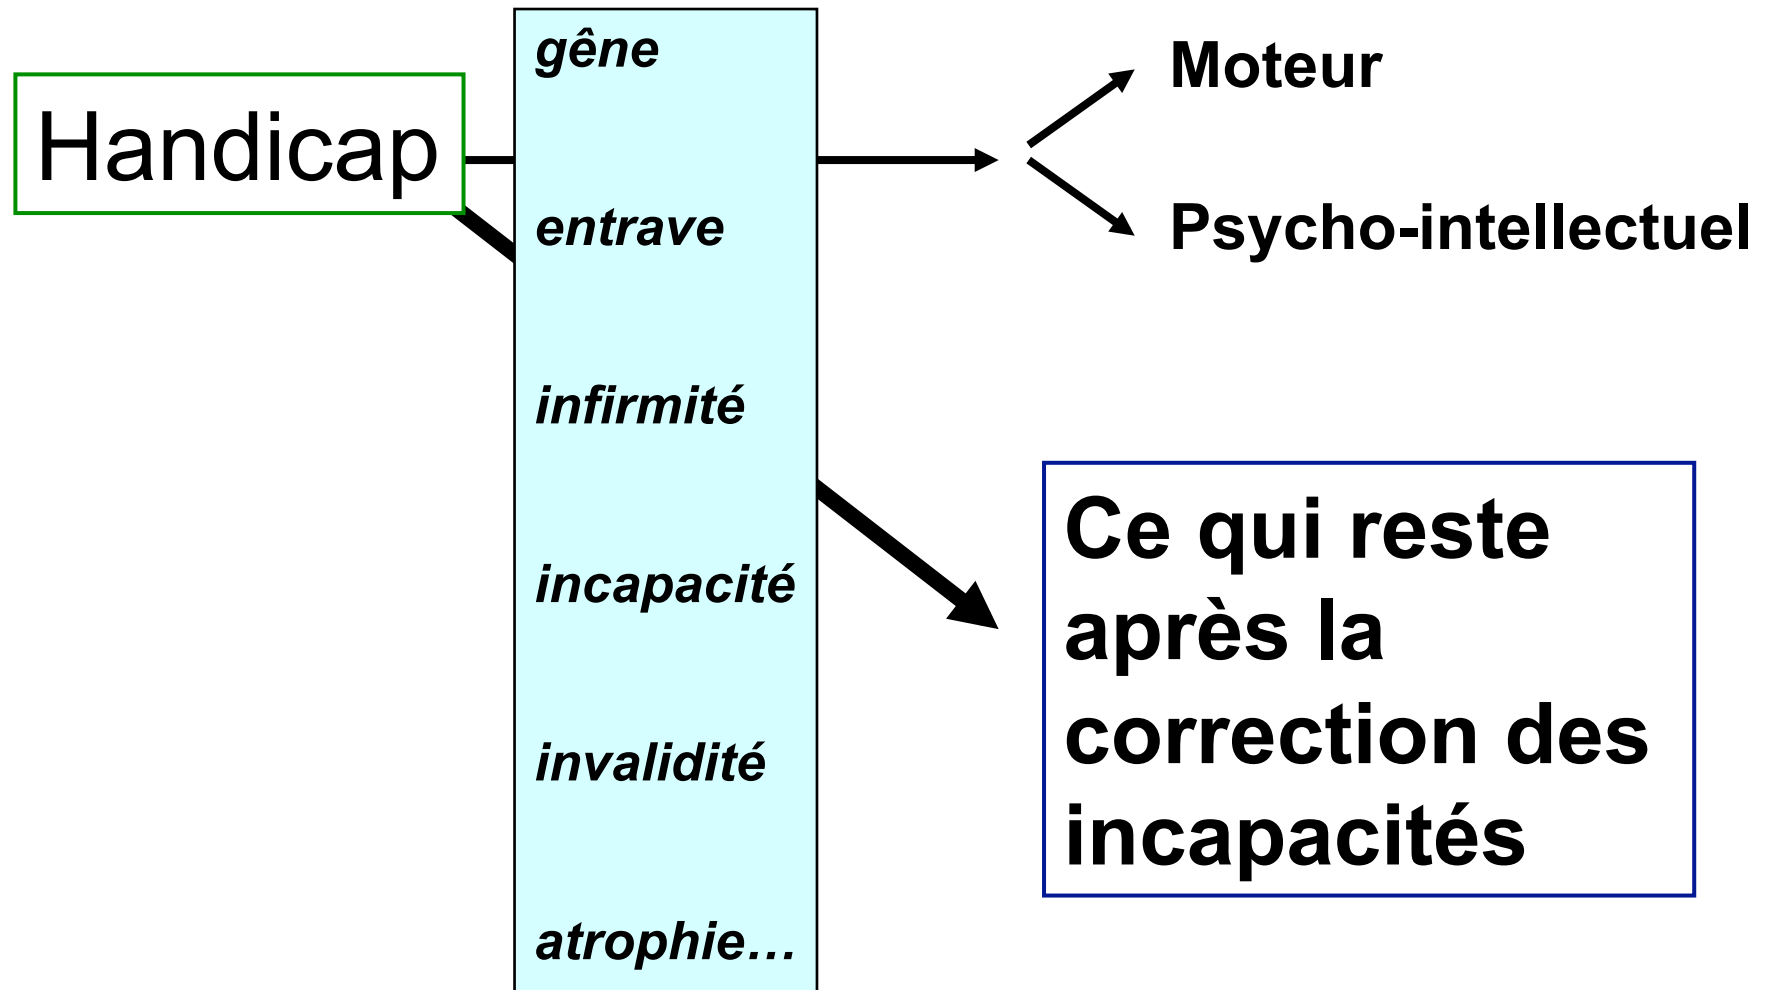 Handicap
gêne
entrave
infirmité
incapacité
invalidité
atrophie…
Moteur
Psycho-intellectuel
Ce qui reste
après la
correction des
incapacités